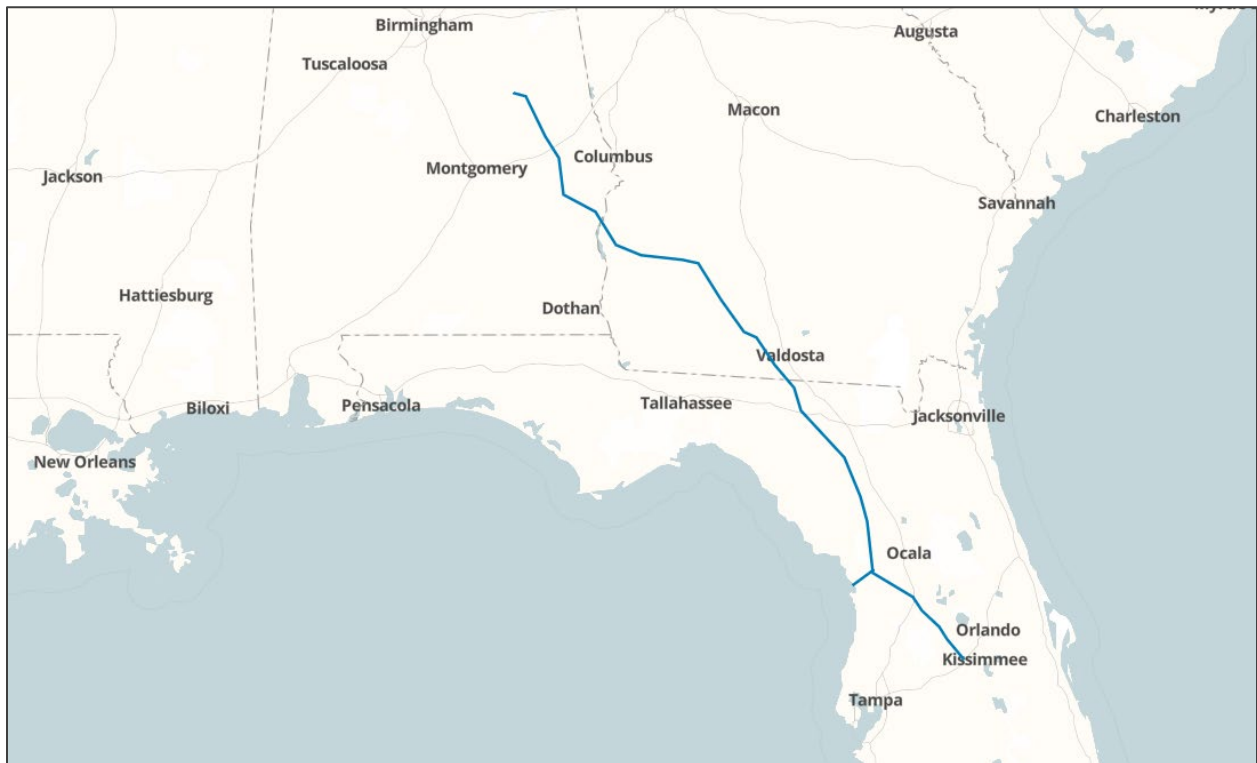 Birmingham
Augusta
Tuscaloosa
Macon
Charleston
Columbus
Montgomery
Jackson
Savannah
Hattiesburg
Dothan
Valdosta
Biloxi
Pensacola
Tallahassee
Jacksonville
New Orleans
Ocala
Orlando
Kissimmee
Tampa